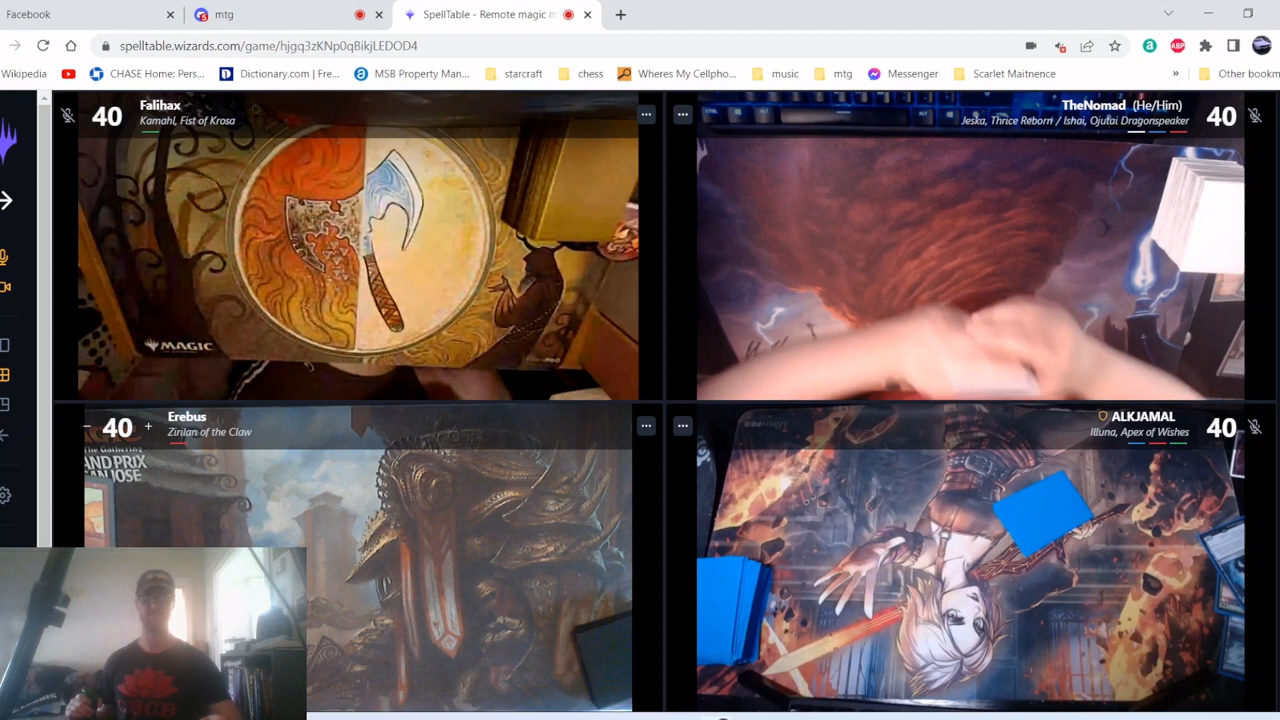 Facebook
mtg
SpellTable - Remote magic m
spelltable.wizards.com/game/hjgq3zKNp0qBikjLEDOD4
Wikipedia CHASE Home: Pers... Dictionary.com | Fre... MSB Property Man... starcraft chess Wheres My Cellpho... music mtg Messenger Scarlet Maitnence » Other bookm
Falihax
40 Kamahl, Fist of Krosa
TheNomad (He/Him)
Jeska, Thrice Reborn / Ishai, Ojutai Dragonspeaker 40
MAGIC
Erebus
- 40 + Zirilan of the Claw
ALKJAMAL
Illuna, Apex of Wishes 40
AND PRIX
AN JOSE